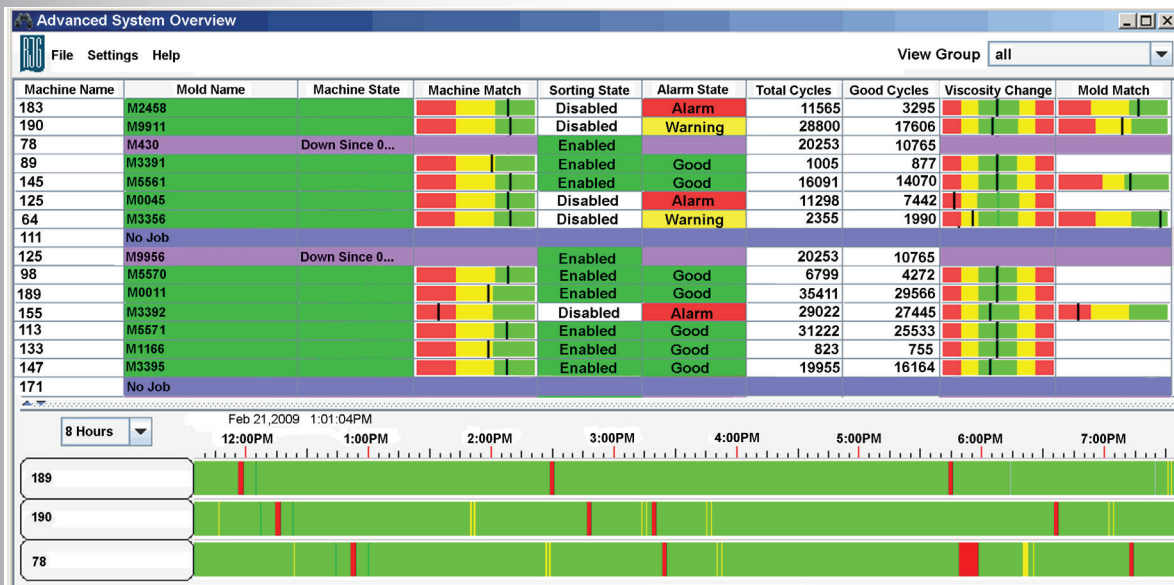 Advanced System Overview
RJG File Settings Help View Group all
Machine Name Mold Name Machine State Machine Match Sorting State Alarm State Total Cycles Good Cycles Viscosity Change Mold Match
183 M2458 Disabled Alarm 11565 3295
190 M9911 Disabled Warning 28800 17606
78 M430 Down Since 0... Enabled 20253 10765
89 M3391 Enabled Good 1005 877
145 M5561 Enabled Good 16091 14070
125 M0045 Disabled Alarm 11298 7442
64 M3356 Disabled Warning 2355 1990
111 No Job
125 M9956 Down Since 0... Enabled 20253 10765
98 M5570 Enabled Good 6799 4272
189 M0011 Enabled Good 35411 29566
155 M3392 Disabled Alarm 29022 27445
113 M5571 Enabled Good 31222 25533
133 M1166 Enabled Good 823 755
147 M3395 Enabled Good 19955 16164
171 No Job
Feb 21,2009 1:01:04PM
8 Hours 12:00PM 1:00PM 2:00PM 3:00PM 4:00PM 5:00PM 6:00PM 7:00PM
189
190
78